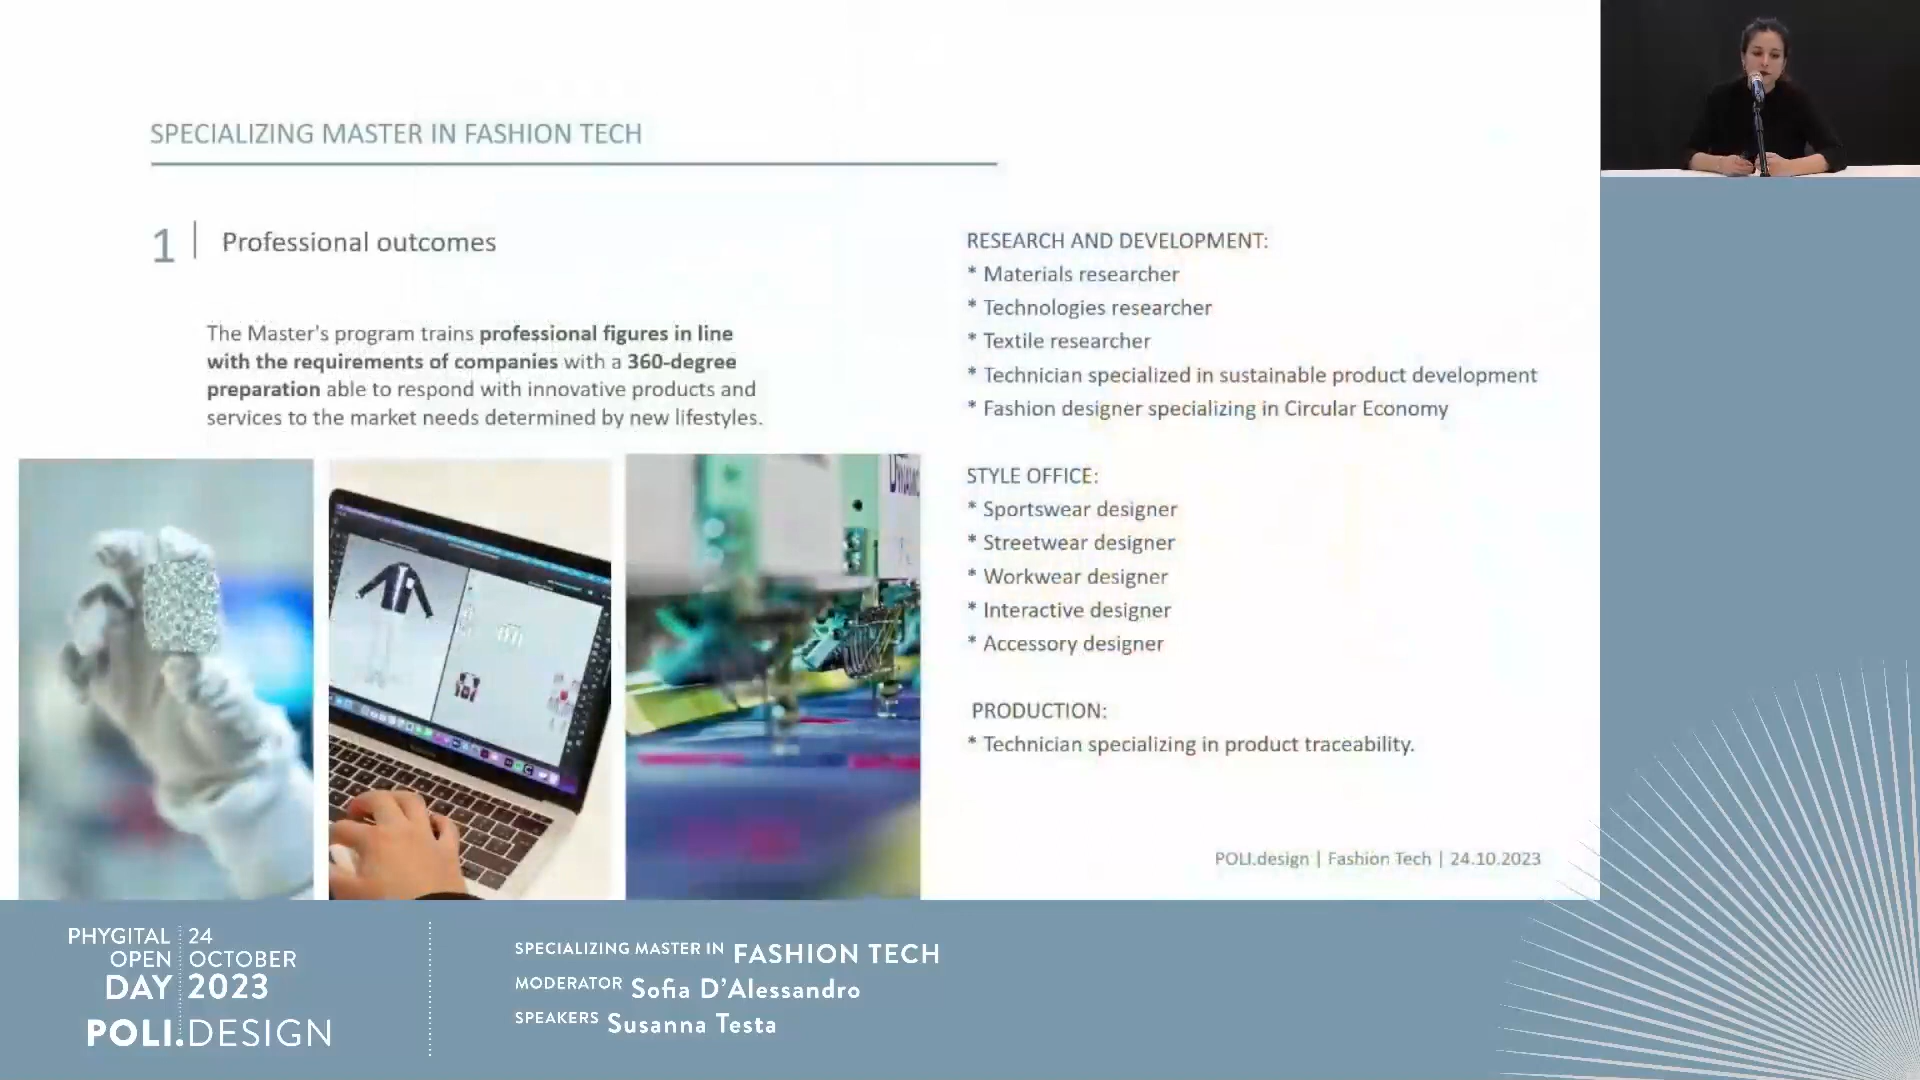 SPECIALIZING MASTER IN FASHION TECH
1 | Professional outcomes
The Master's program trains professional figures in line
with the requirements of companies with a 360-degree
preparation able to respond with innovative products and
services to the market needs determined by new lifestyles.
RESEARCH AND DEVELOPMENT:
* Materials researcher
* Technologies researcher
* Textile researcher
* Technician specialized in sustainable product development
* Fashion designer specializing in Circular Economy
STYLE OFFICE:
* Sportswear designer
* Streetwear designer
* Workwear designer
* Interactive designer
* Accessory designer
PRODUCTION:
* Technician specializing in product traceability.
POLI.design | Fashion Tech | 24.10.2023
PHYGITAL 24
OPEN OCTOBER
DAY 2023
POLI.DESIGN
SPECIALIZING MASTER IN FASHION TECH
MODERATOR Sofia D'Alessandro
SPEAKERS Susanna Testa